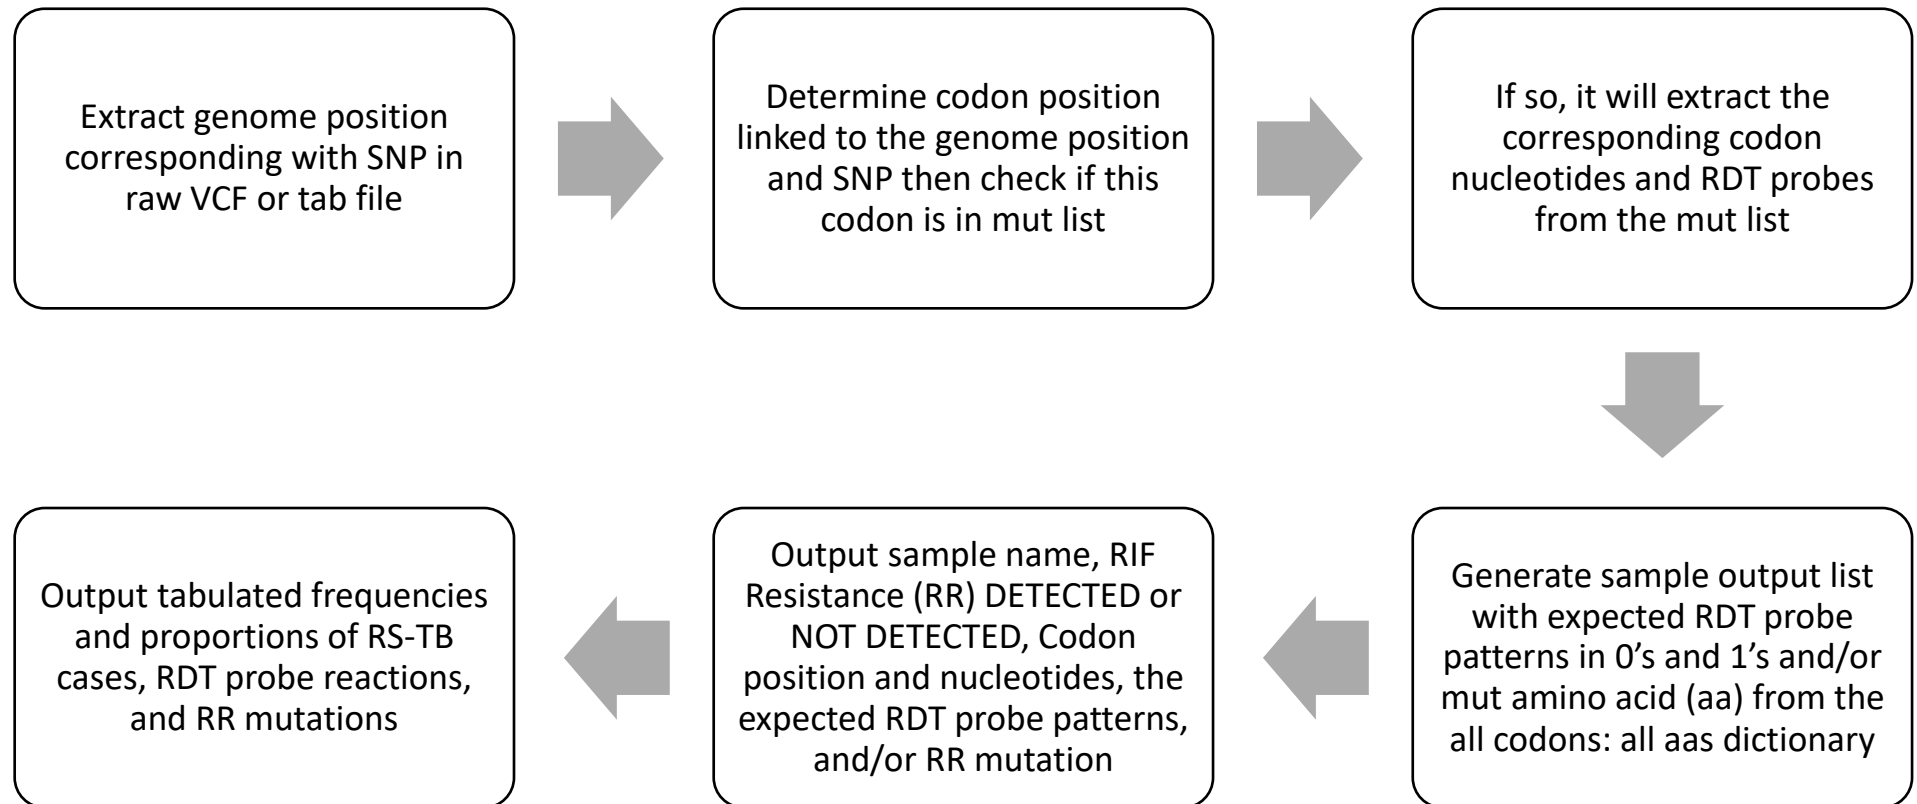 Extract genome position
corresponding with SNP in
raw VCF or tab file
Determine codon position
linked to the genome position
and SNP then check if this
codon is in mut list
If so, it will extract the
corresponding codon
nucleotides and RDT probes
from the mut list
Generate sample output list
with expected RDT probe
patterns in 0’s and 1’s and/or
mut amino acid (aa) from the
all codons: all aas dictionary
Output sample name, RIF
Resistance (RR) DETECTED or
NOT DETECTED, Codon
position and nucleotides, the
expected RDT probe patterns,
and/or RR mutation
Output tabulated frequencies
and proportions of RS-TB
cases, RDT probe reactions,
and RR mutations